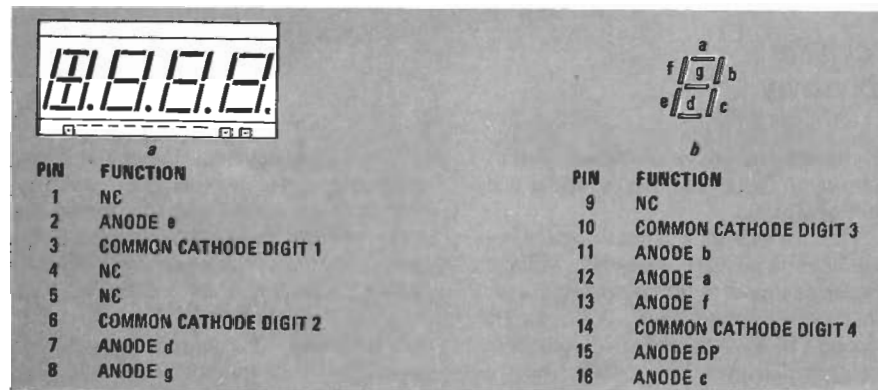 a
b
c
d
e
f
g
a
PIN FUNCTION
1 NC
2 ANODE e
3 COMMON CATHODE DIGIT 1
4 NC
5 NC
6 COMMON CATHODE DIGIT 2
7 ANODE d
8 ANODE g
b
PIN FUNCTION
9 NC
10 COMMON CATHODE DIGIT 3
11 ANODE b
12 ANODE a
13 ANODE f
14 COMMON CATHODE DIGIT 4
15 ANODE DP
16 ANODE c